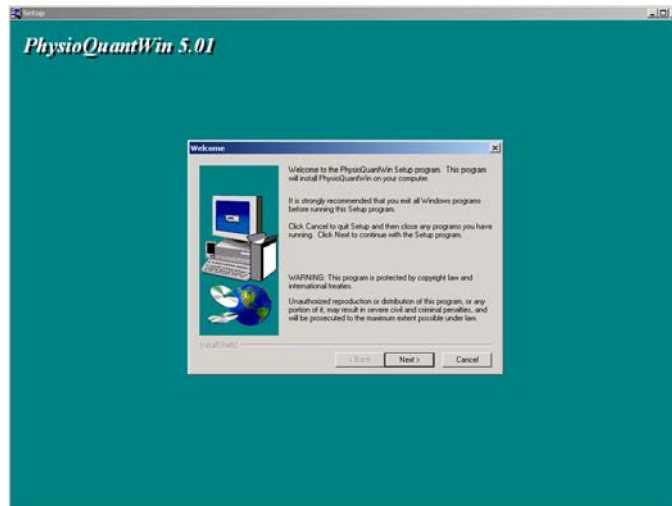 Setup
PhysioQuantWin 5.01
Welcome
Welcome to the PhysioQuantWin Setup program. This program
will install PhysioQuantWin on your computer.
It is strongly recommended that you exit all Windows programs
before running this Setup program.
Click Cancel to quit Setup and then close any programs you have
running. Click Next to continue with the Setup program.
WARNING: This program is protected by copyright law and
international treaties.
Unauthorized reproduction or distribution of this program, or any
portion of it, may result in severe civil and criminal penalties, and
will be prosecuted to the maximum extent possible under law.
InstallShield
< Back Next > Cancel